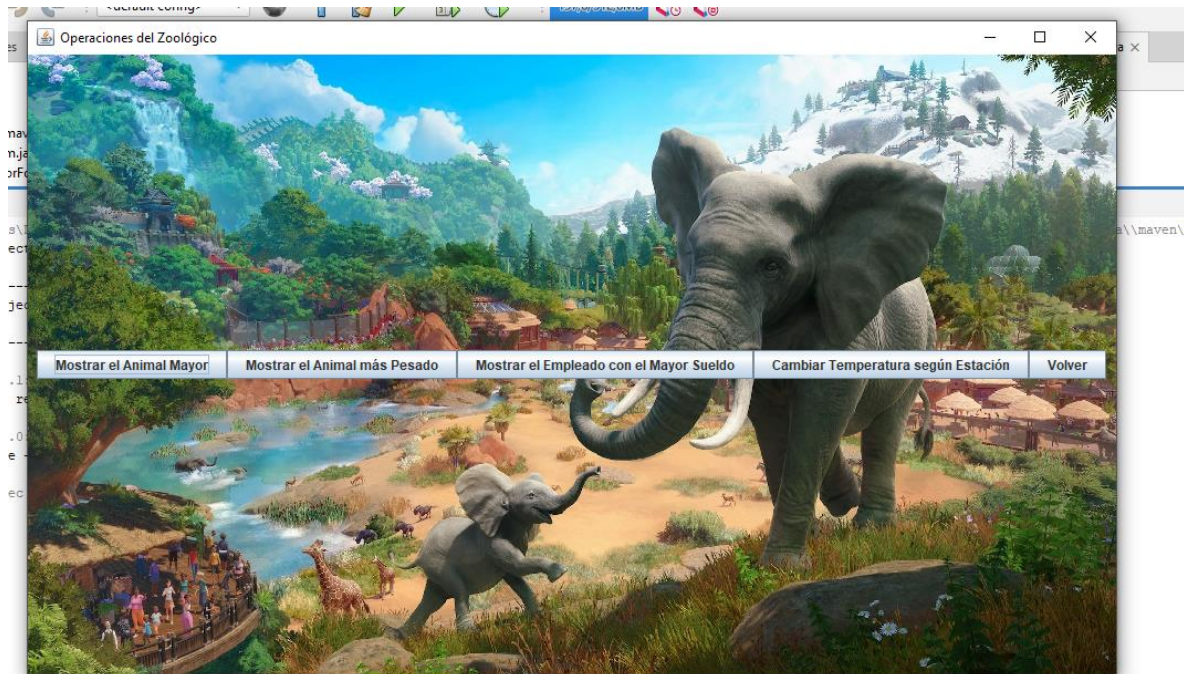 <default config>
Operaciones del Zoológico
Mostrar el Animal Mayor
Mostrar el Animal más Pesado
Mostrar el Empleado con el Mayor Sueldo
Cambiar Temperatura según Estación
Volver